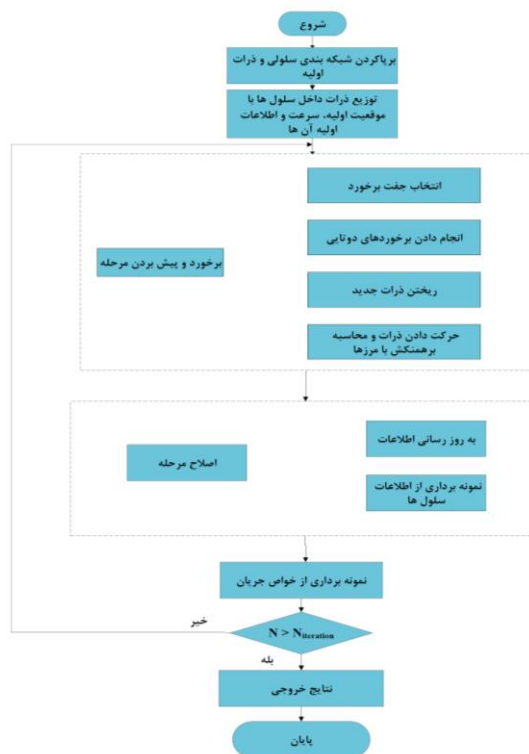 شروع
برپاکردن شبکه بندی سلولی و ذرات
اولیه
توزیع ذرات داخل سلول ها با
موقعیت اولیه، سرعت و اطلاعات
اولیه آن ها
انتخاب جفت برخورد
انجام دادن برخوردهای دوتایی
برخورد و پیش بردن مرحله
ریختن ذرات جدید
حرکت دادن ذرات و محاسبه
برهمنکش با مرزها
به روز رسانی اطلاعات
اصلاح مرحله
نمونه برداری از اطلاعات
سلول ها
نمونه برداری از خواص جریان
خیر
N > Niteration
بله
نتایج خروجی
پایان